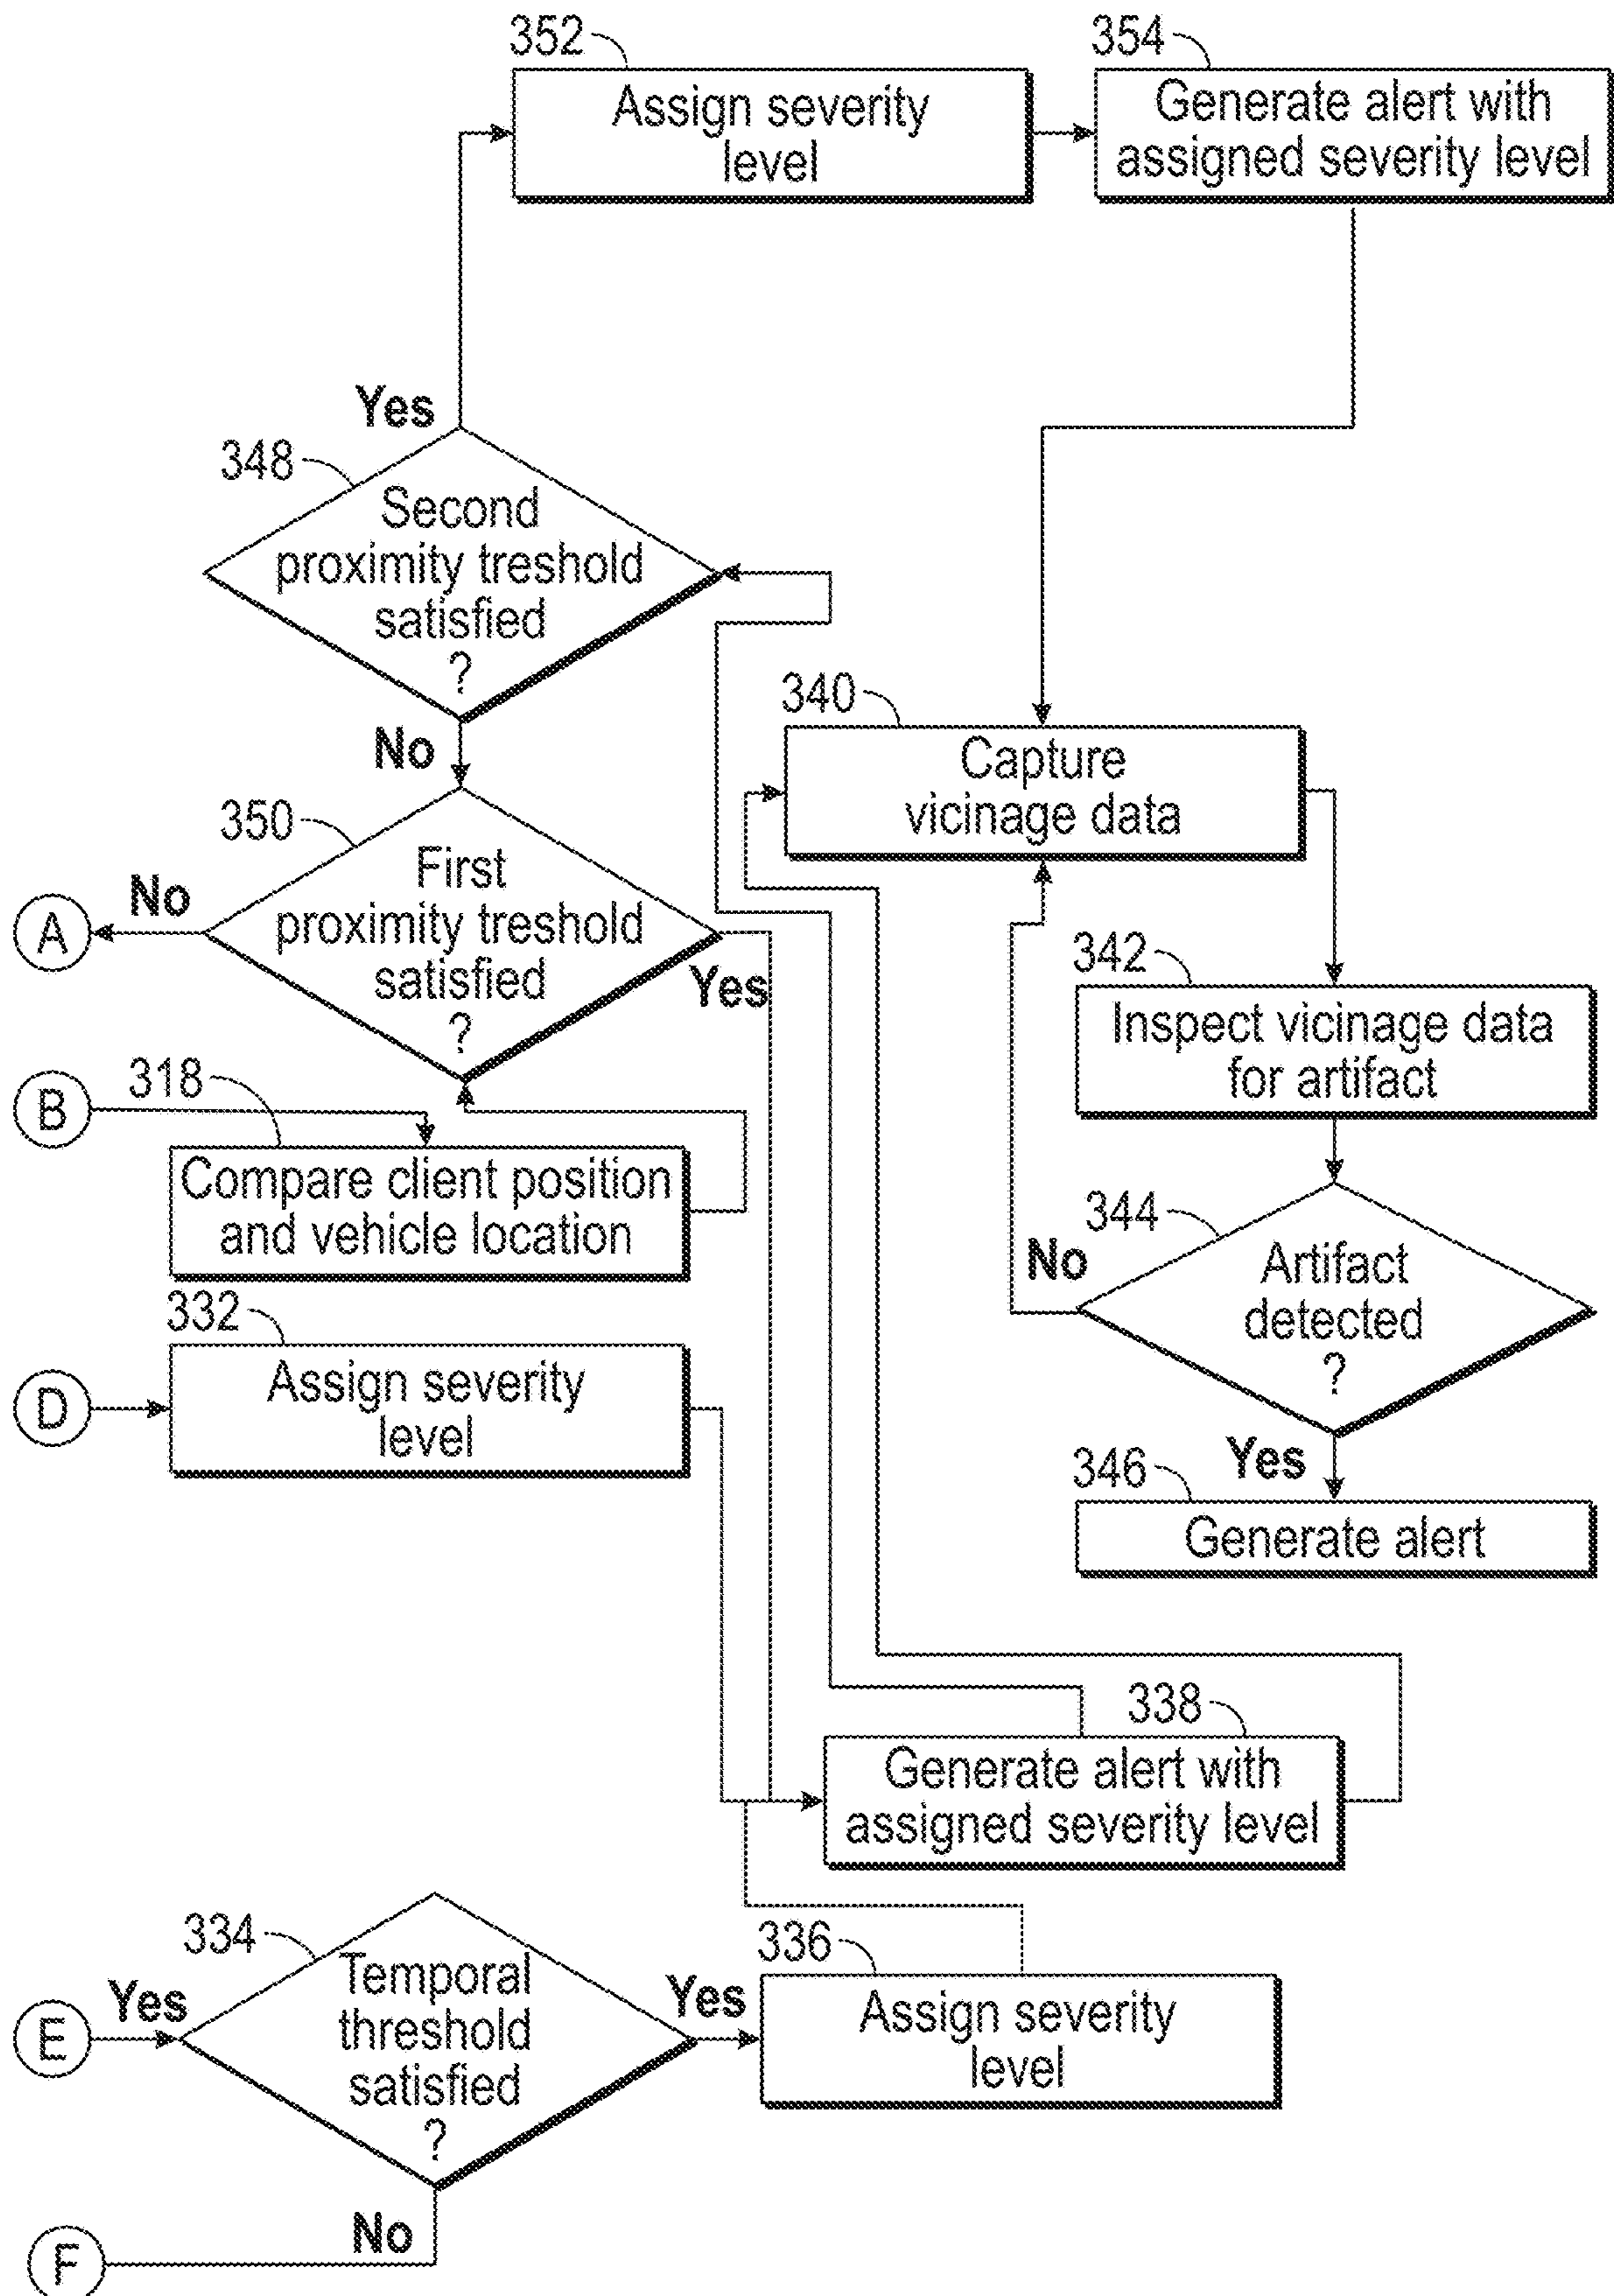 352
Assign severity
level
354
Generate alert with
assigned severity level
Yes
348
Second
proximity treshold
satisfied
?
No
340
Capture
vicinage data
350
First
proximity treshold
satisfied
?
No
A
Yes
342
Inspect vicinage data
for artifact
B
318
Compare client position
and vehicle location
344
Artifact
detected
?
No
332
Assign severity
level
D
Yes
346
Generate alert
338
Generate alert with
assigned severity level
334
Temporal
threshold
satisfied
?
Yes
E
Yes
336
Assign severity
level
No
F